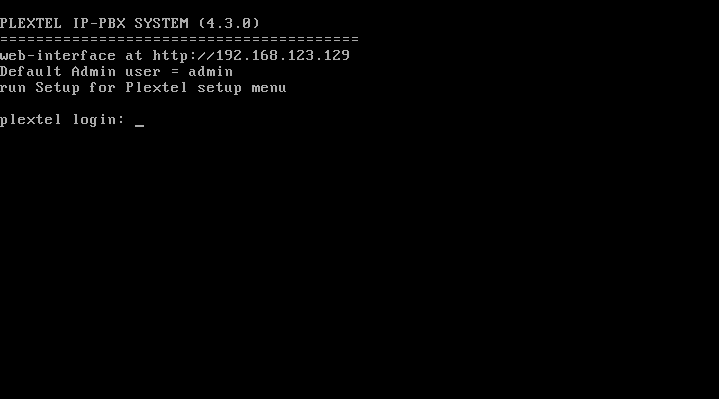 PLEXTEL IP-PBX SYSTEM (4.3.0)
========================================
web-interface at http://192.168.123.129
Default Admin user = admin
run Setup for Plextel setup menu
plextel login: _